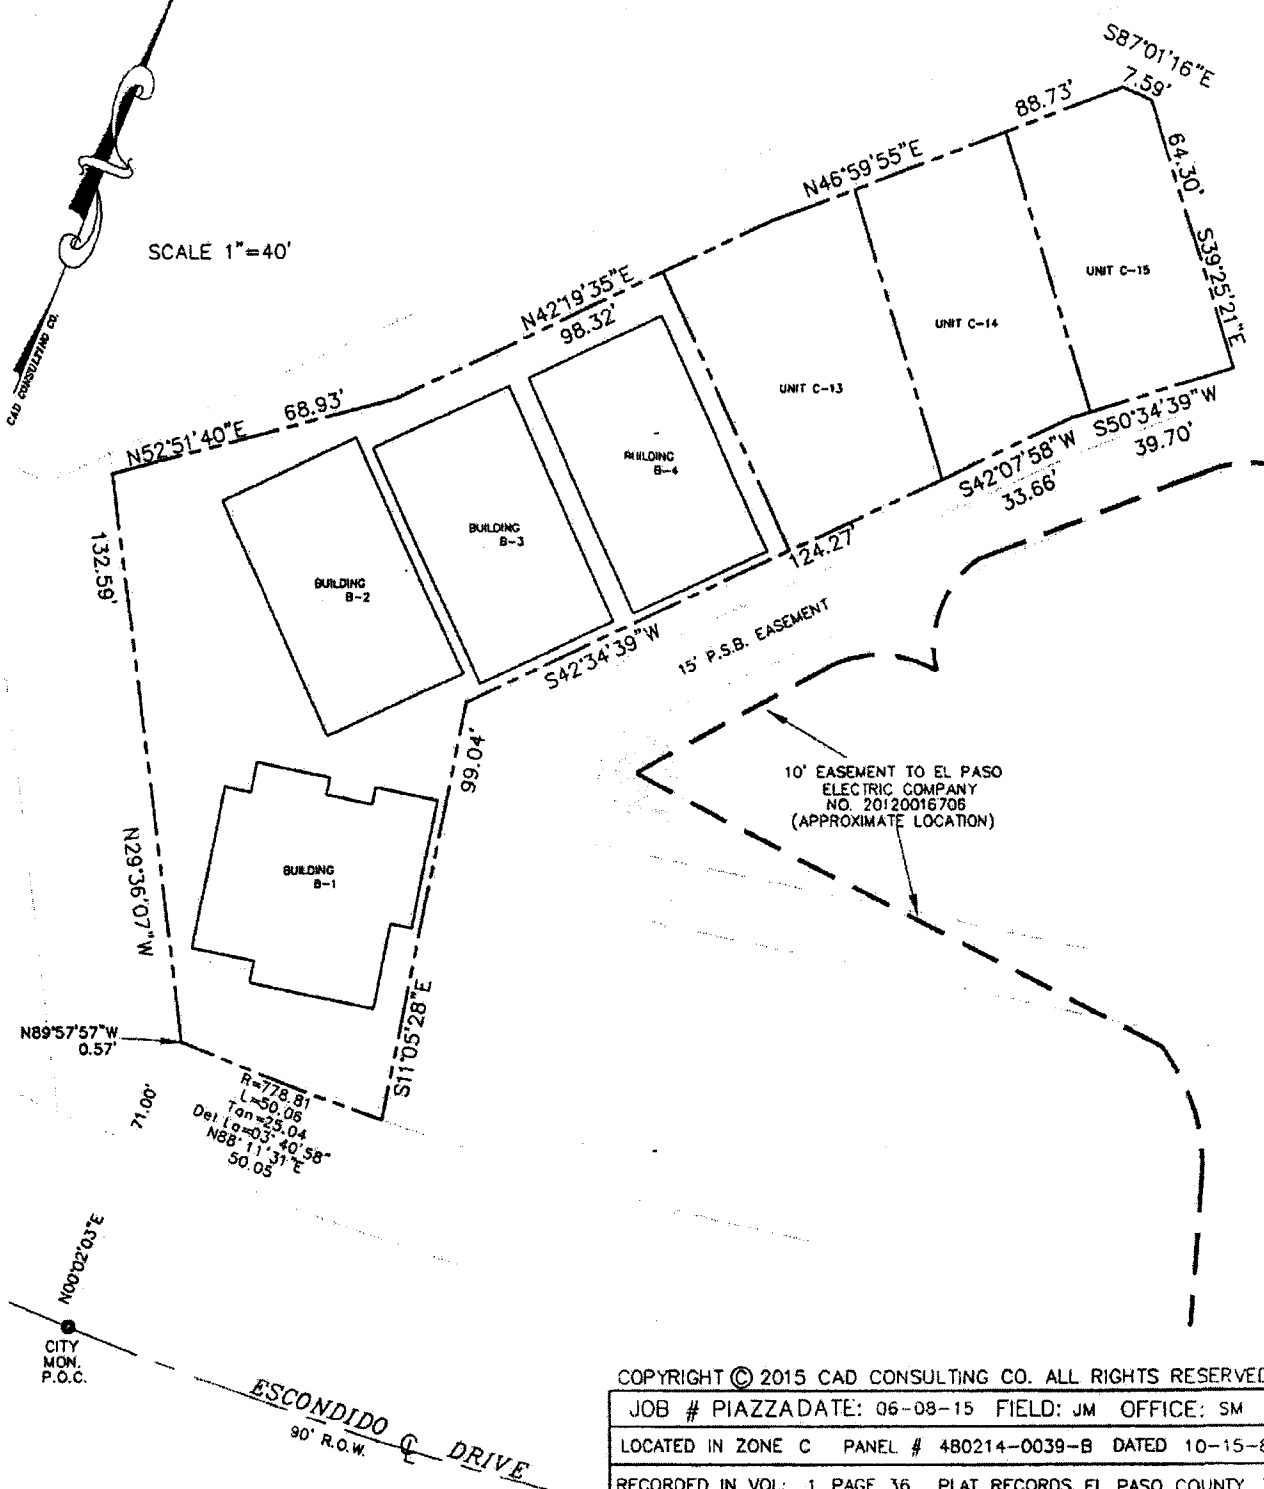 S87°01'16"E
7.59'
88.73'
N46°59'55"E
64.30'
S39°25'21"E
SCALE 1"=40'
CAD CONSULTING CO.
N42°19'35"E
98.32'
UNIT C-15
UNIT C-14
UNIT C-13
N52°51'40"E
68.93'
S50°34'39"W
39.70'
S42°07'58"W
33.66'
BUILDING
B-4
BUILDING
B-3
BUILDING
B-2
132.59'
124.27'
15' P.S.B. EASEMENT
S42°34'39"W
99.04'
10' EASEMENT TO EL PASO
ELECTRIC COMPANY
NO. 20120016706
(APPROXIMATE LOCATION)
BUILDING
B-1
N29°36'07"W
S11°05'28"E
N89°57'57"W
0.57'
R=778.81
L=50.06
Tan=25.04
Delta=03°40'58"
N88°11'31"E
50.05
71.00'
N00°02'03"E
CITY
MON.
P.O.C.
ESCONDIDO ℄ DRIVE
90' R.O.W.
COPYRIGHT © 2015 CAD CONSULTING CO. ALL RIGHTS RESERVED
JOB # PIAZZA DATE: 06-08-15 FIELD: JM OFFICE: SM
LOCATED IN ZONE C PANEL # 480214-0039-B DATED 10-15-8
RECORDED IN VOL: 1 PAGE 36 PLAT RECORDS, EL PASO COUNTY